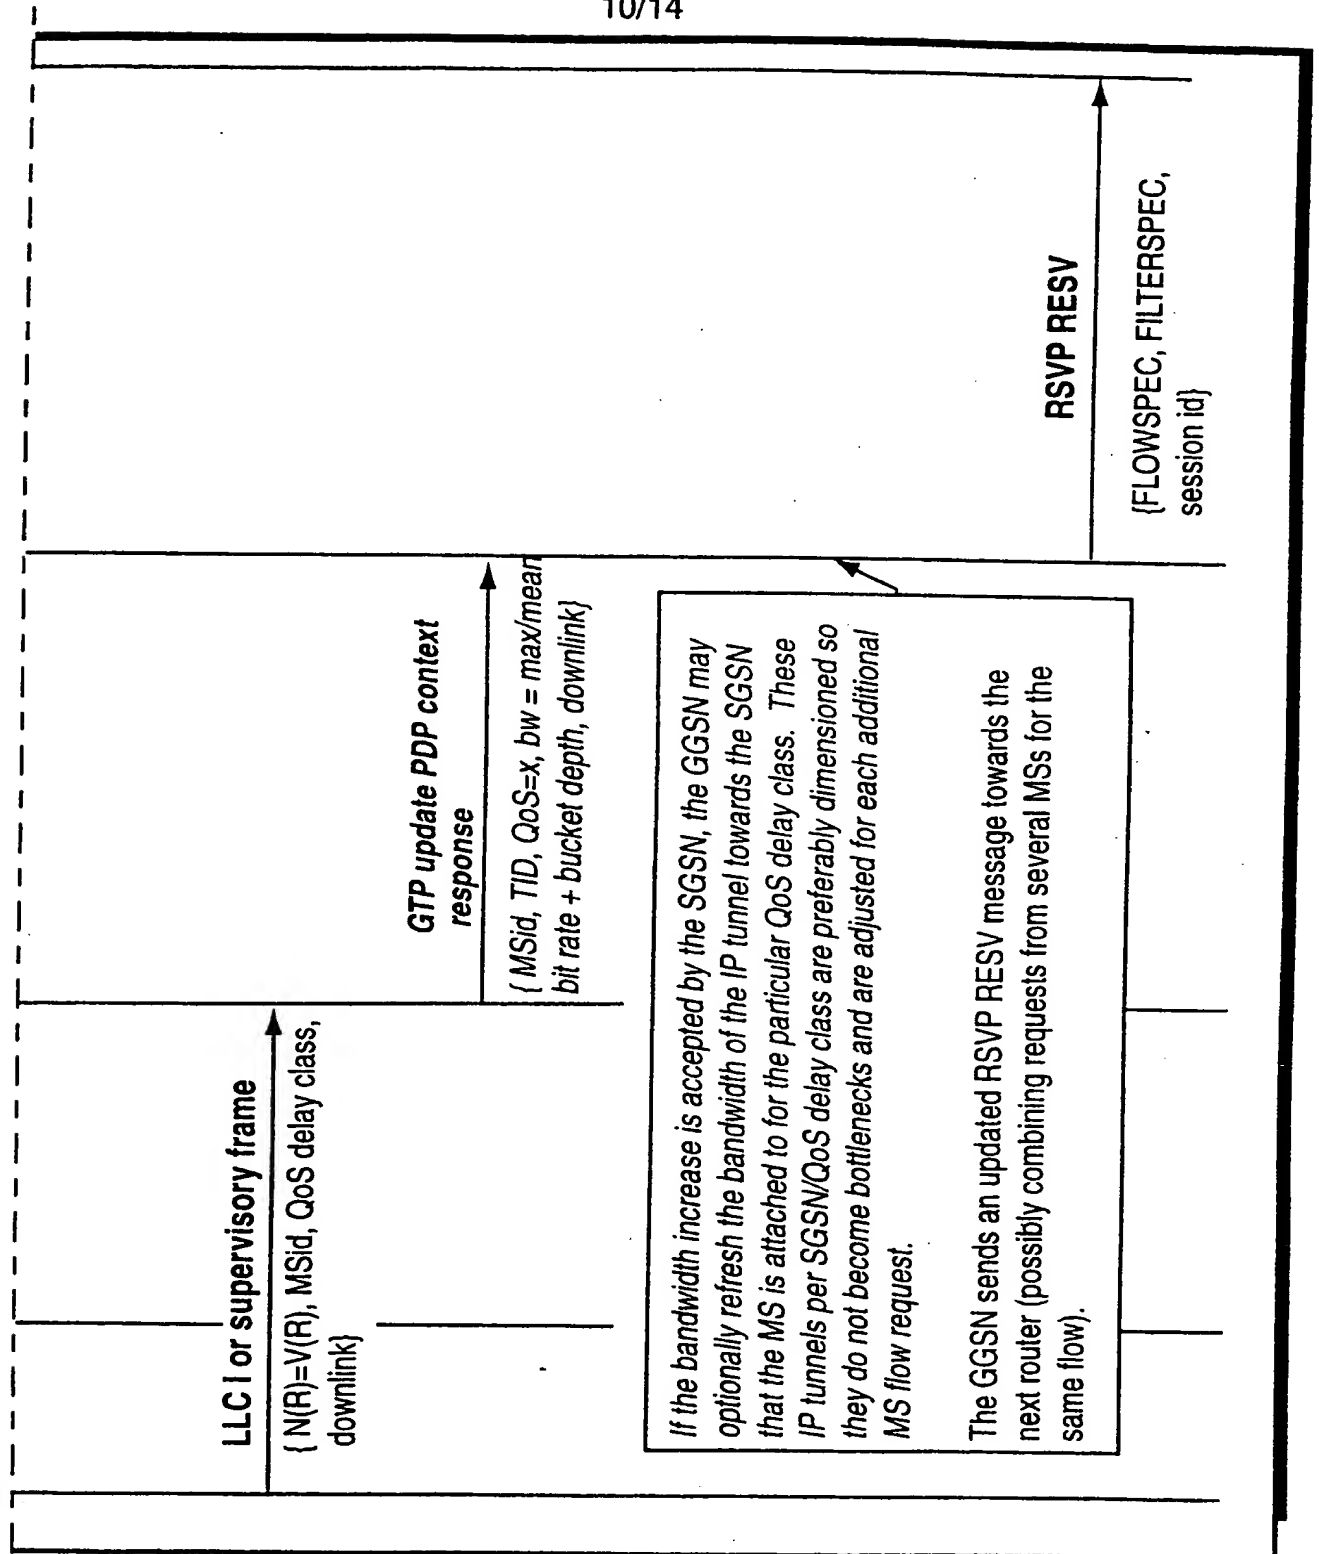 10/14
LLC I or supervisory frame
{ N(R)=V(R), MSid, QoS delay class,
downlink}
GTP update PDP context
response
{ MSid, TID, QoS=x, bw = max/mean
bit rate + bucket depth, downlink}
If the bandwidth increase is accepted by the SGSN, the GGSN may
optionally refresh the bandwidth of the IP tunnel towards the SGSN
that the MS is attached to for the particular QoS delay class. These
IP tunnels per SGSN/QoS delay class are preferably dimensioned so
they do not become bottlenecks and are adjusted for each additional
MS flow request.
The GGSN sends an updated RSVP RESV message towards the
next router (possibly combining requests from several MSs for the
same flow).
RSVP RESV
{FLOWSPEC, FILTERSPEC,
session id}